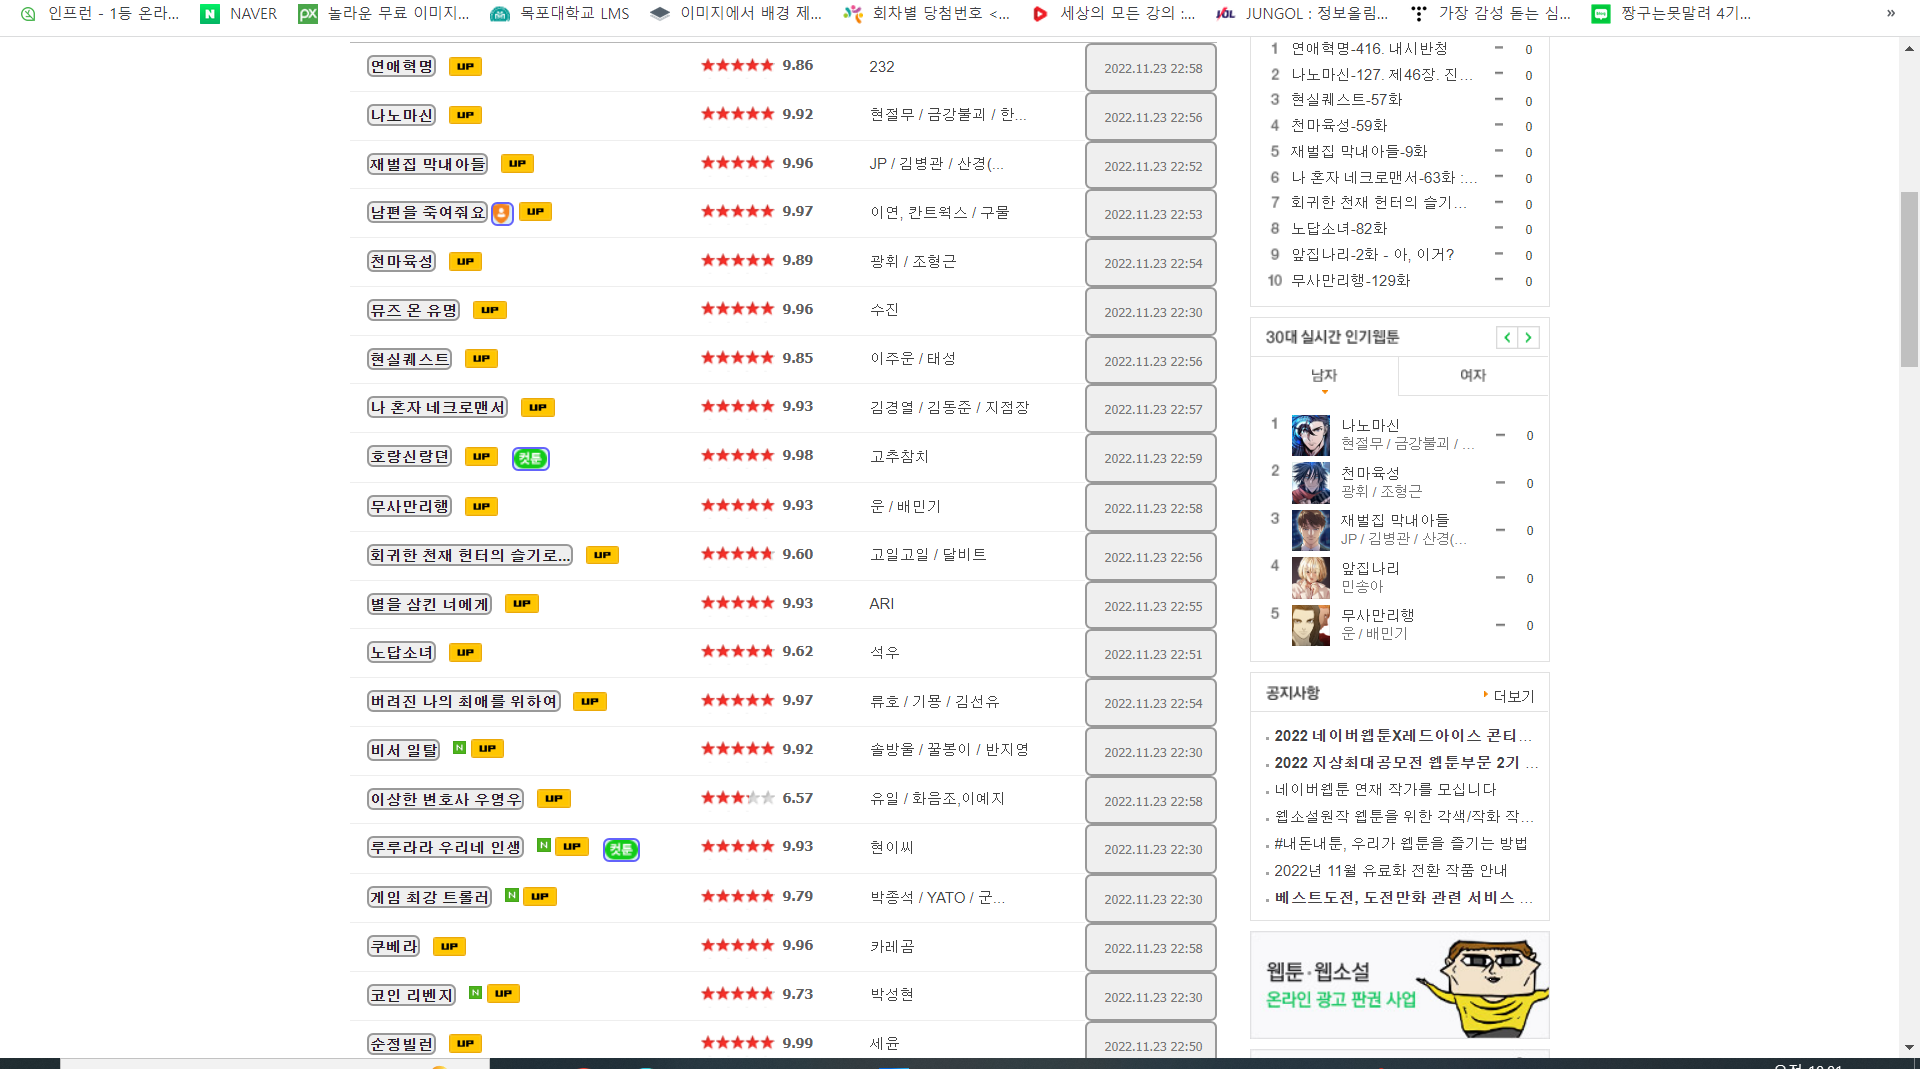 인프런 - 1등 온라... NAVER 놀라운 무료 이미지... 목포대학교 LMS 이미지에서 배경 제... 회차별 당첨번호 <... 세상의 모든 강의 :... JUNGOL : 정보올림... 가장 감성 돋는 심... 짱구는못말려 4기... »
연애혁명 UP 9.86 232 2022.11.23 22:58
나노마신 UP 9.92 현절무 / 금강불괴 / 한... 2022.11.23 22:56
재벌집 막내아들 UP 9.96 JP / 김병관 / 산경(... 2022.11.23 22:52
남편을 죽여줘요 UP 9.97 이연, 칸트웍스 / 구물 2022.11.23 22:53
천마육성 UP 9.89 광휘 / 조형근 2022.11.23 22:54
뮤즈 온 유명 UP 9.96 수진 2022.11.23 22:30
현실퀘스트 UP 9.85 이주운 / 태성 2022.11.23 22:56
나 혼자 네크로맨서 UP 9.93 김경열 / 김동준 / 지점장 2022.11.23 22:57
호랑신랑뎐 UP 컷툰 9.98 고추참치 2022.11.23 22:59
무사만리행 UP 9.93 운 / 배민기 2022.11.23 22:58
회귀한 천재 헌터의 슬기로... UP 9.60 고일고일 / 달비트 2022.11.23 22:56
별을 삼킨 너에게 UP 9.93 ARI 2022.11.23 22:55
노답소녀 UP 9.62 석우 2022.11.23 22:51
버려진 나의 최애를 위하여 UP 9.97 류호 / 기묭 / 김선유 2022.11.23 22:54
비서 일탈 N UP 9.92 솔방울 / 꿀봉이 / 반지영 2022.11.23 22:30
이상한 변호사 우영우 UP 6.57 유일 / 화음조,이예지 2022.11.23 22:58
루루라라 우리네 인생 N UP 컷툰 9.93 현이씨 2022.11.23 22:30
게임 최강 트롤러 N UP 9.79 박종석 / YATO / 군... 2022.11.23 22:30
쿠베라 UP 9.96 카레곰 2022.11.23 22:58
코인 리벤지 N UP 9.73 박성현 2022.11.23 22:30
순정빌런 UP 9.99 세윤 2022.11.23 22:50
1 연애혁명-416. 내시반청 0
2 나노마신-127. 제46장. 진... 0
3 현실퀘스트-57화 0
4 천마육성-59화 0
5 재벌집 막내아들-9화 0
6 나 혼자 네크로맨서-63화 :... 0
7 회귀한 천재 헌터의 슬기... 0
8 노답소녀-82화 0
9 앞집나리-2화 - 아, 이거? 0
10 무사만리행-129화 0
30대 실시간 인기웹툰
남자 여자
1 나노마신 0
현절무 / 금강불괴 / ...
2 천마육성 0
광휘 / 조형근
3 재벌집 막내아들 0
JP / 김병관 / 산경(...
4 앞집나리 0
민송아
5 무사만리행 0
운 / 배민기
공지사항 더보기
2022 네이버웹툰X레드아이스 콘티...
2022 지상최대공모전 웹툰부문 2기 ...
네이버웹툰 연재 작가를 모십니다
웹소설원작 웹툰을 위한 각색/작화 작...
#내돈내툰, 우리가 웹툰을 즐기는 방법
2022년 11월 유료화 전환 작품 안내
베스트도전, 도전만화 관련 서비스 ...
웹툰·웹소설
온라인 광고 판권 사업